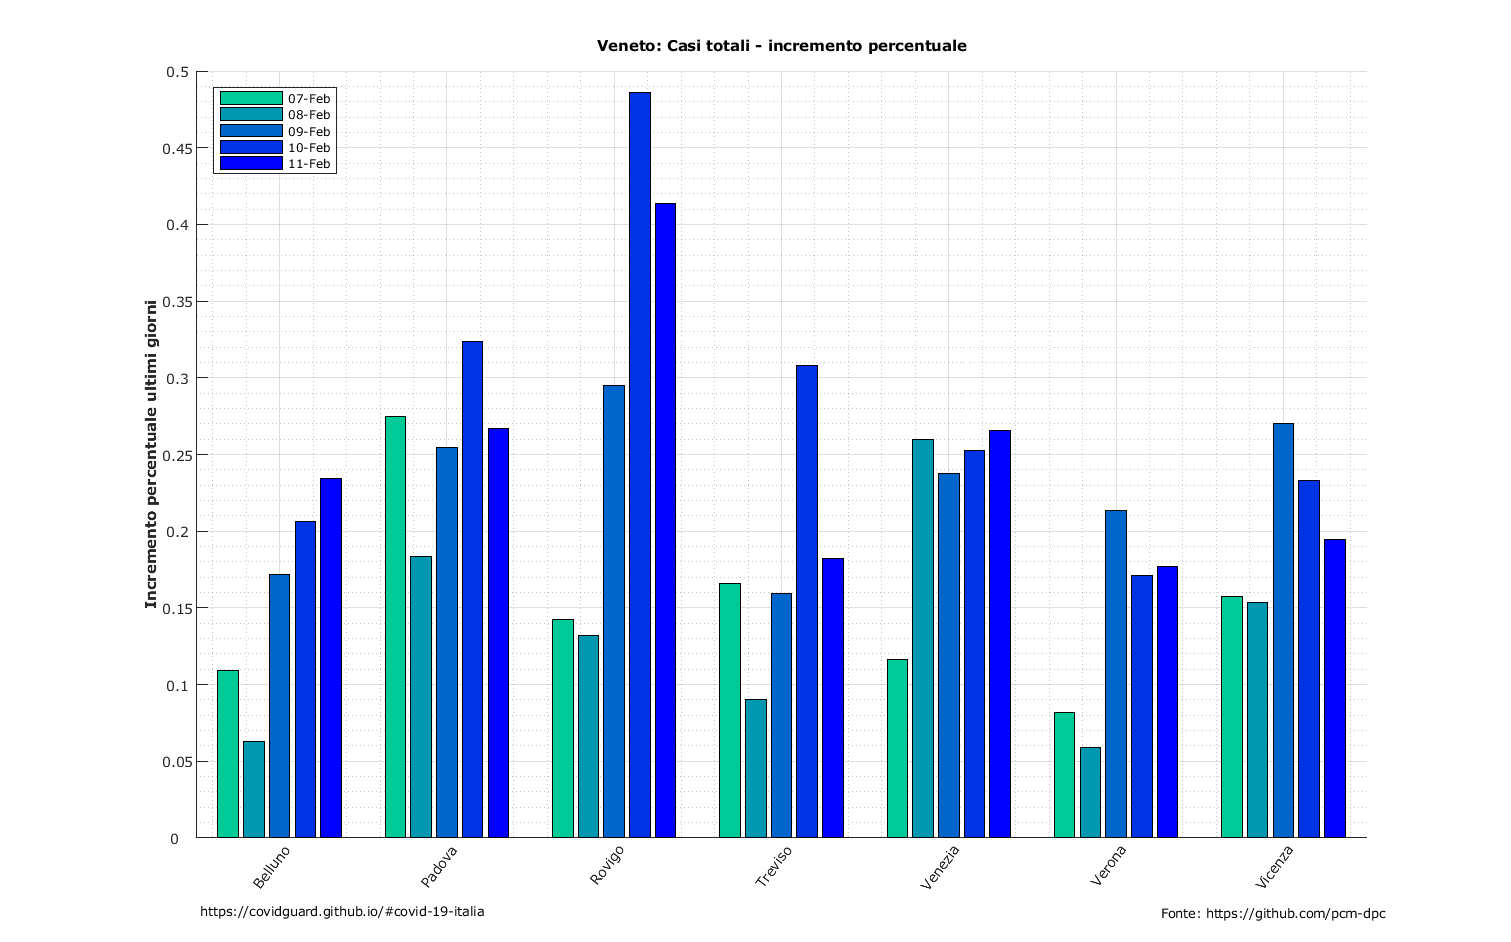 Veneto: Casi totali - incremento percentuale
Incremento percentuale ultimi giorni
0.5
0.45
0.4
0.35
0.3
0.25
0.2
0.15
0.1
0.05
0
07-Feb
08-Feb
09-Feb
10-Feb
11-Feb
Belluno
Padova
Rovigo
Treviso
Venezia
Verona
Vicenza
https://covidguard.github.io/#covid-19-italia
Fonte: https://github.com/pcm-dpc